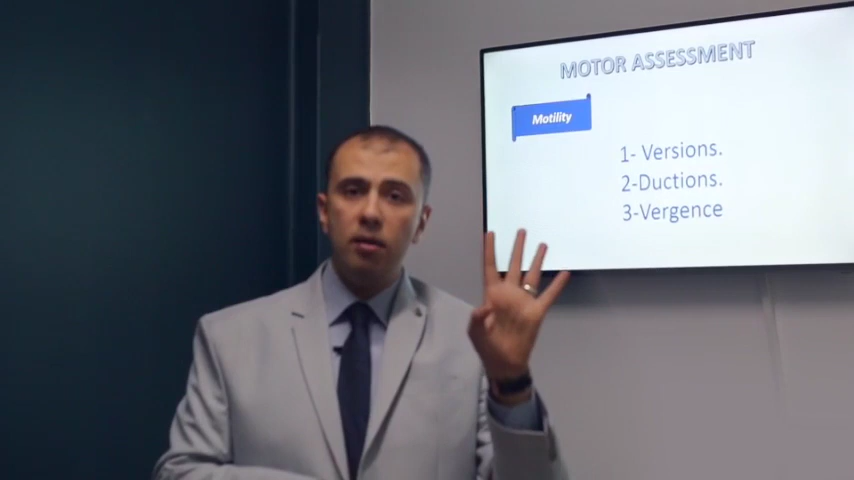 MOTOR ASSESSMENT
Motility
1- Versions.
2-Ductions.
3-Vergence